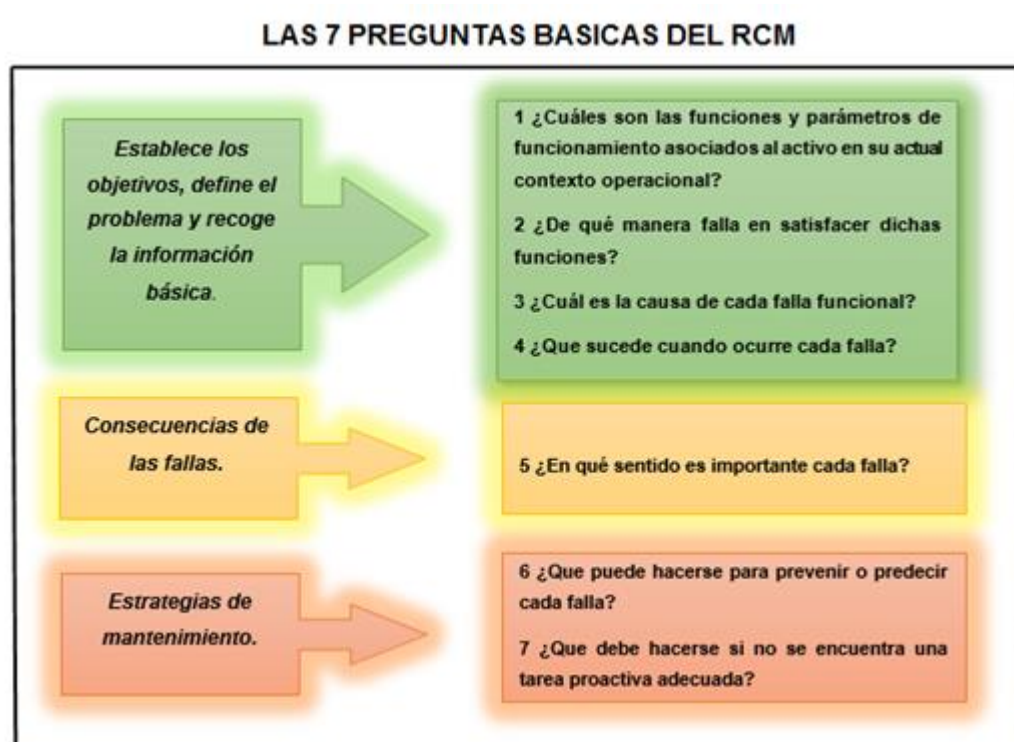 LAS 7 PREGUNTAS BASICAS DEL RCM
Establece los
objetivos, define el
problema y recoge
la información
básica.
1 ¿Cuáles son las funciones y parámetros de
funcionamiento asociados al activo en su actual
contexto operacional?
2 ¿De qué manera falla en satisfacer dichas
funciones?
3 ¿Cuál es la causa de cada falla funcional?
4 ¿Que sucede cuando ocurre cada falla?
Consecuencias de
las fallas.
5 ¿En qué sentido es importante cada falla?
Estrategias de
mantenimiento.
6 ¿Que puede hacerse para prevenir o predecir
cada falla?
7 ¿Que debe hacerse si no se encuentra una
tarea proactiva adecuada?